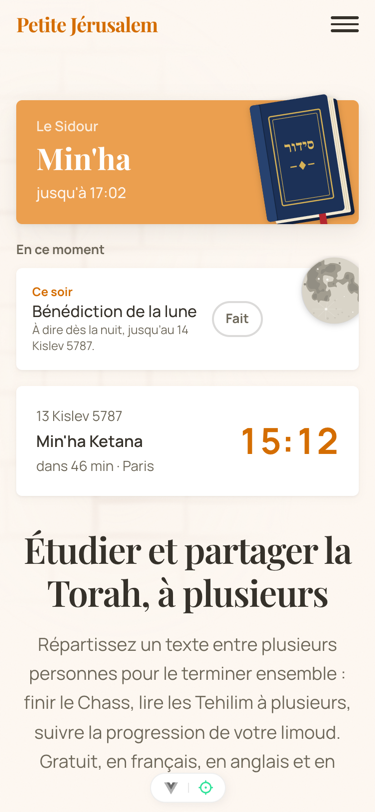 Petite Jérusalem
Le Sidour
Min'ha
jusqu'à 17:02
סידור
En ce moment
Ce soir
Bénédiction de la lune
À dire dès la nuit, jusqu'au 14
Kislev 5787.
Fait
13 Kislev 5787
Min'ha Ketana
dans 46 min · Paris
15:12
Étudier et partager la
Torah, à plusieurs
Répartissez un texte entre plusieurs
personnes pour le terminer ensemble :
finir le Chass, lire les Tehilim à plusieurs,
suivre la progression de votre limoud.
Gratuit, en français, en anglais et en